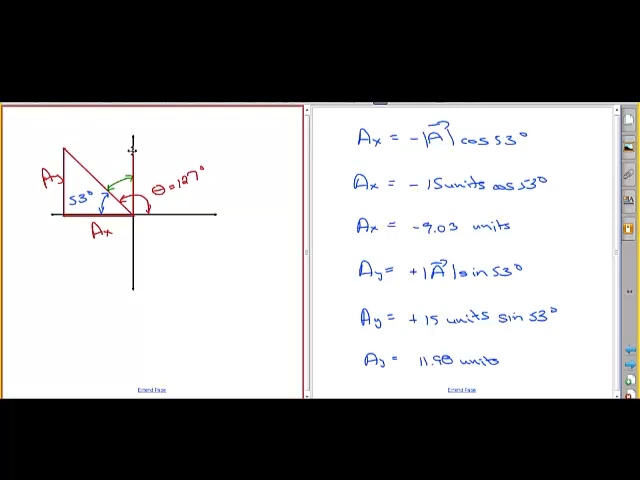 Ay
53°
θ = 127°
Ax
Extend Page
Ax = -|A| cos 53°
Ax = - 15 units cos 53°
Ax = -9.03 units
Ay = +|A| sin 53°
Ay = + 15 units sin 53°
Ay = 11.98 units
Extend Page